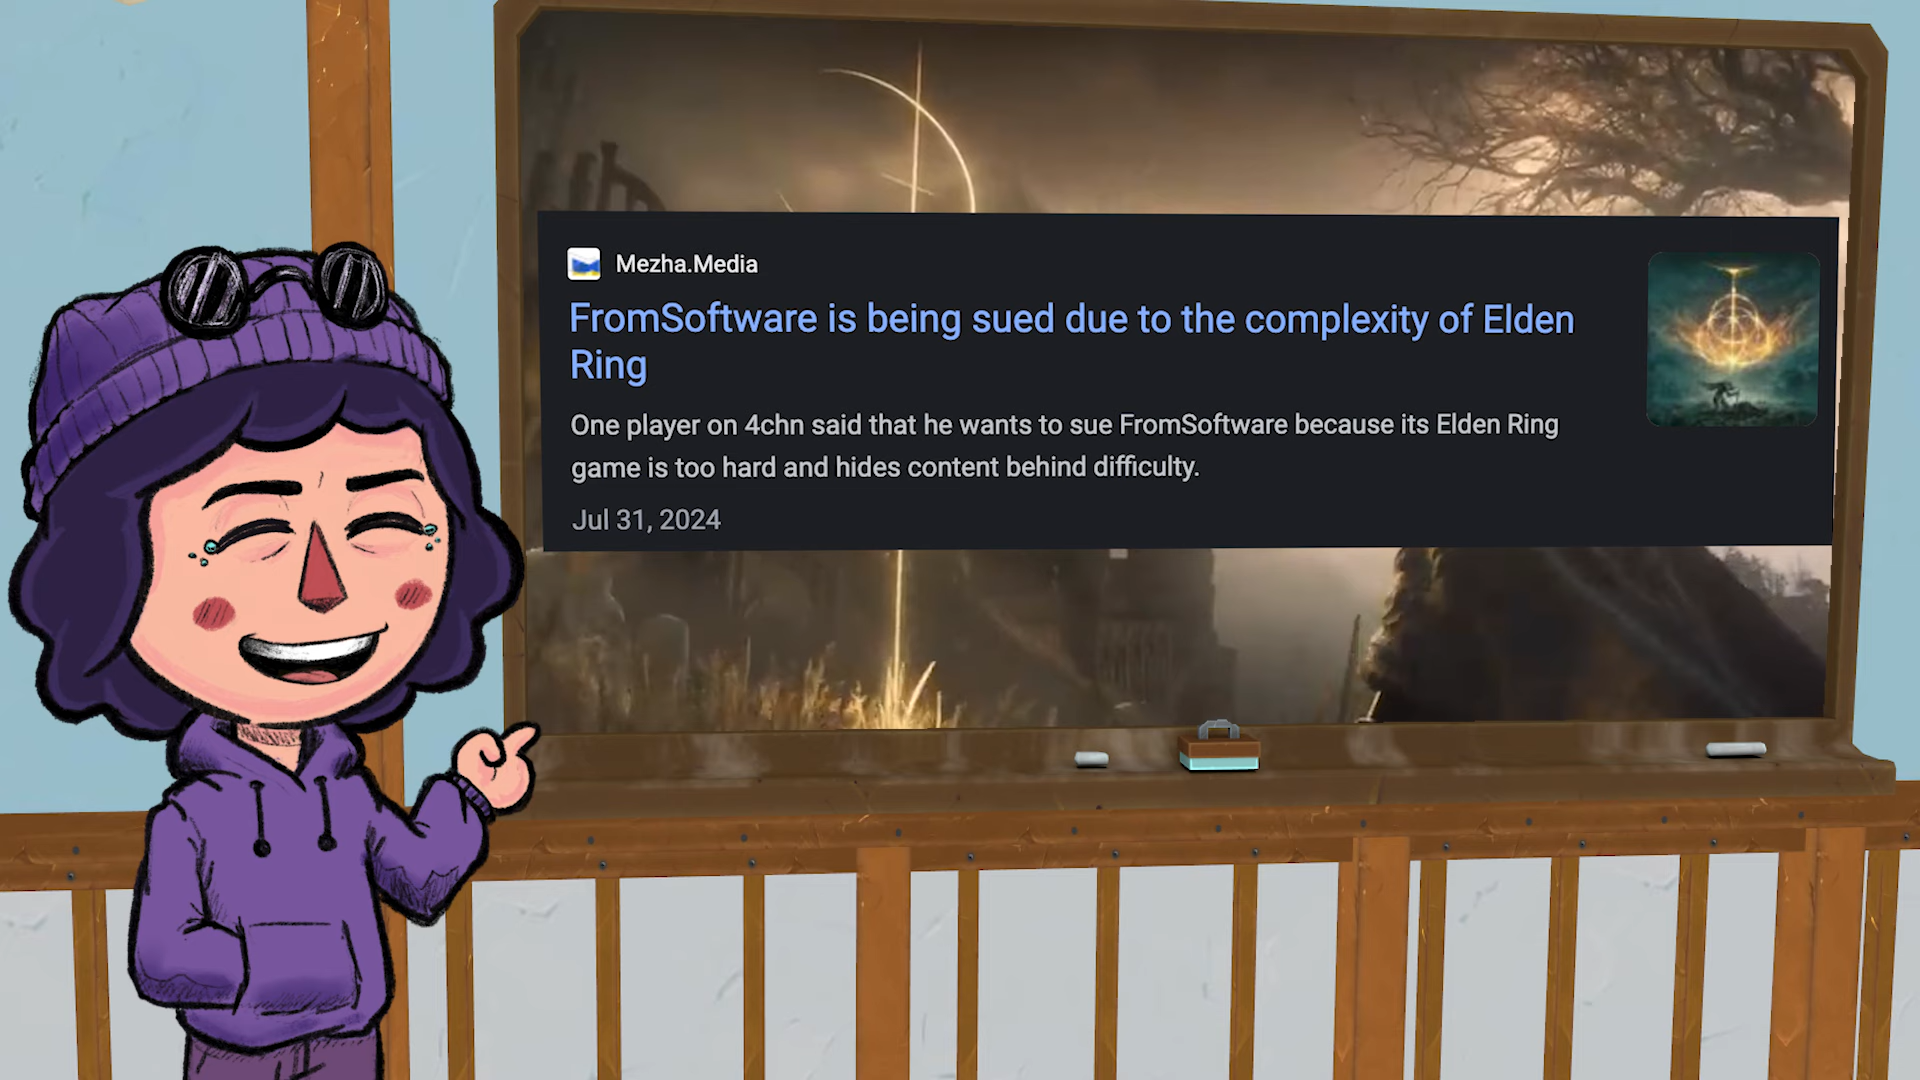 Mezha.Media
FromSoftware is being sued due to the complexity of Elden
Ring
One player on 4chn said that he wants to sue FromSoftware because its Elden Ring
game is too hard and hides content behind difficulty.
Jul 31, 2024